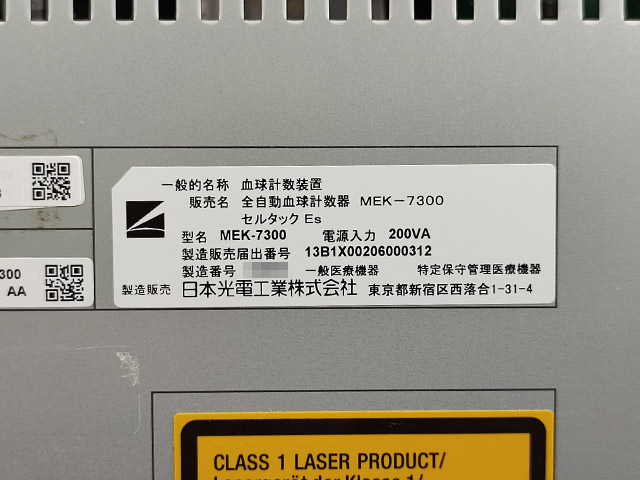 300
AA
一般的名称 血球計数装置
販売名 全自動血球計数器 MEK-7300
セルタック Es
型名 MEK-7300 電源入力 200VA
製造販売届出番号 13B1X00206000312
製造番号 一般医療機器 特定保守管理医療機器
製造販売 日本光電工業株式会社 東京都新宿区西落合1-31-4
CLASS 1 LASER PRODUCT/
Lasergerät der Klasse 1/